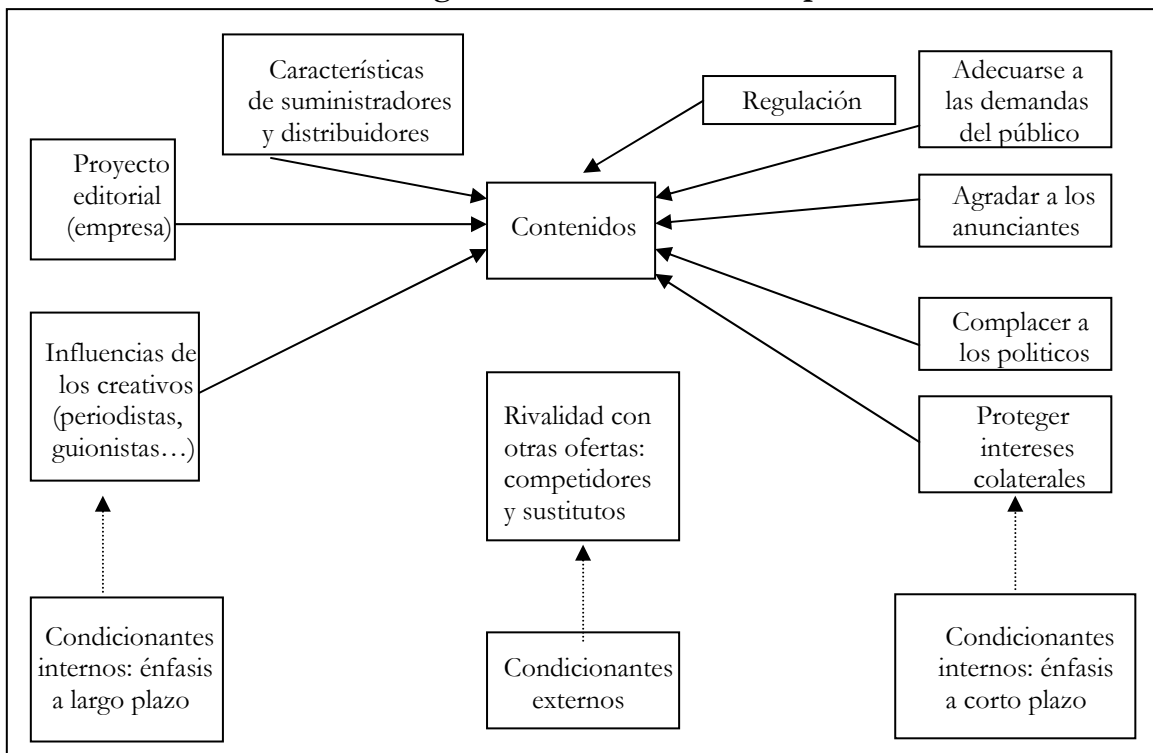 Características
de suministradores
y distribuidores
Regulación
Adecuarse a
las demandas
del público
Proyecto
editorial
(empresa)
Contenidos
Agradar a los
anunciantes
Influencias de
los creativos
(periodistas,
guionistas…)
Rivalidad con
otras ofertas:
competidores
y sustitutos
Complacer a
los politicos
Proteger
intereses
colaterales
Condicionantes
internos: énfasis
a largo plazo
Condicionantes
externos
Condicionantes
internos: énfasis
a corto plazo